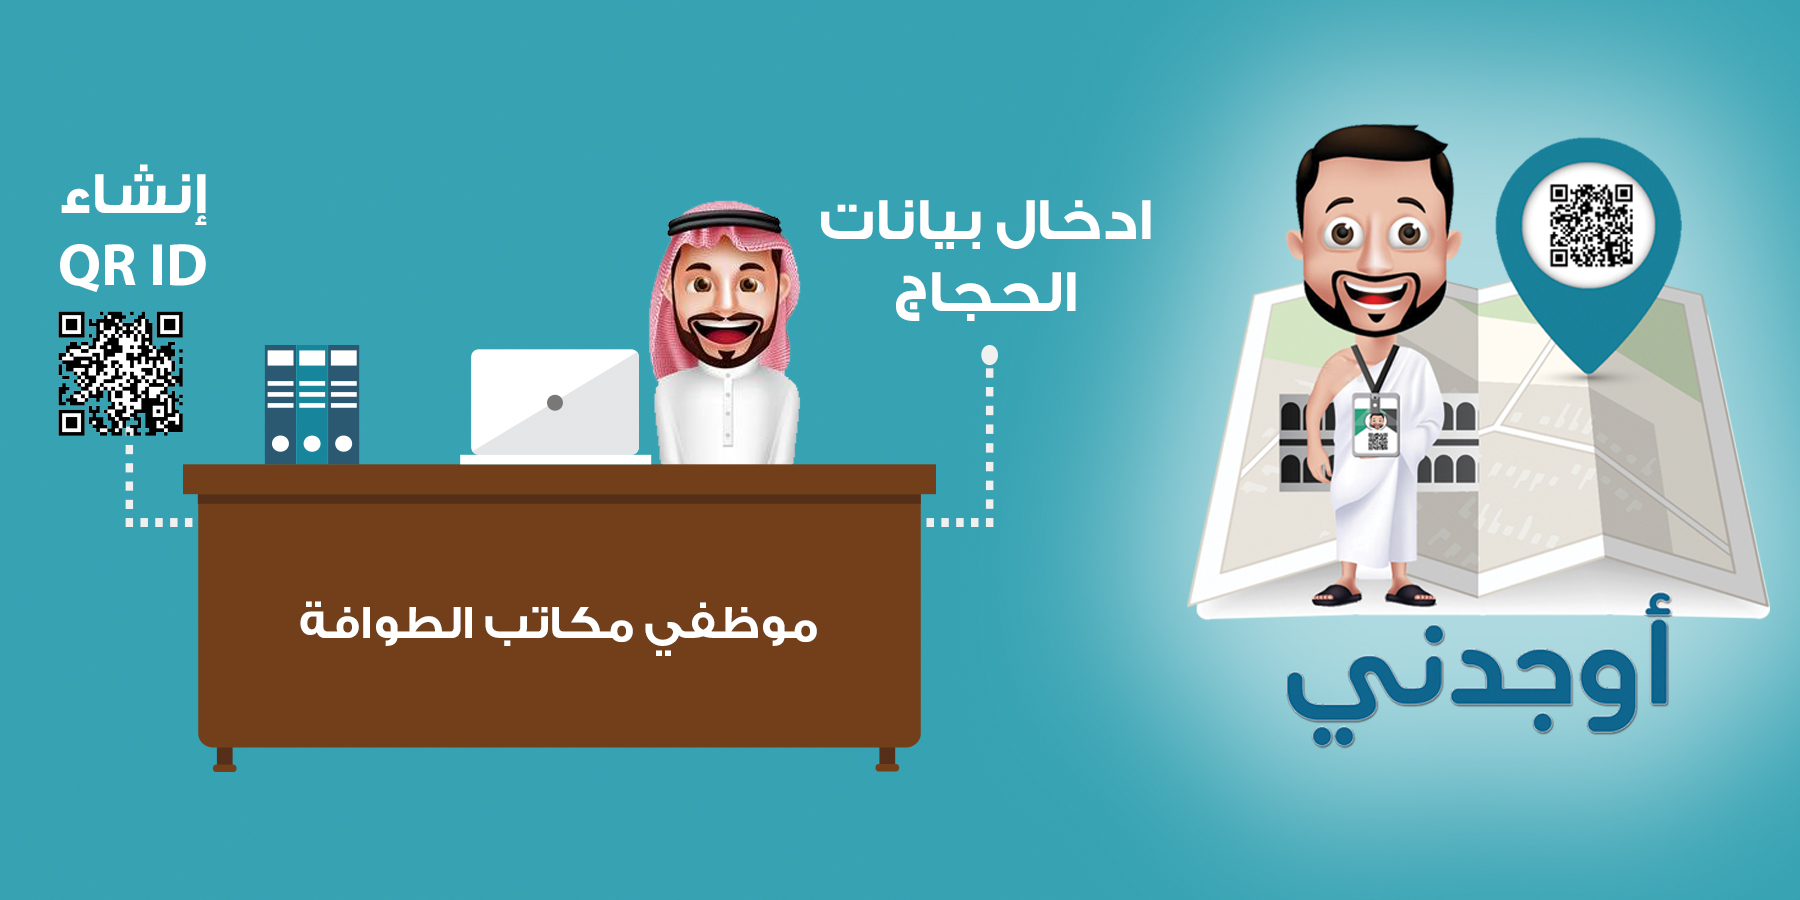 ادخال بيانات
الحجاج
إنشاء
QR ID
موظفي مكاتب الطوافة
أوجدني